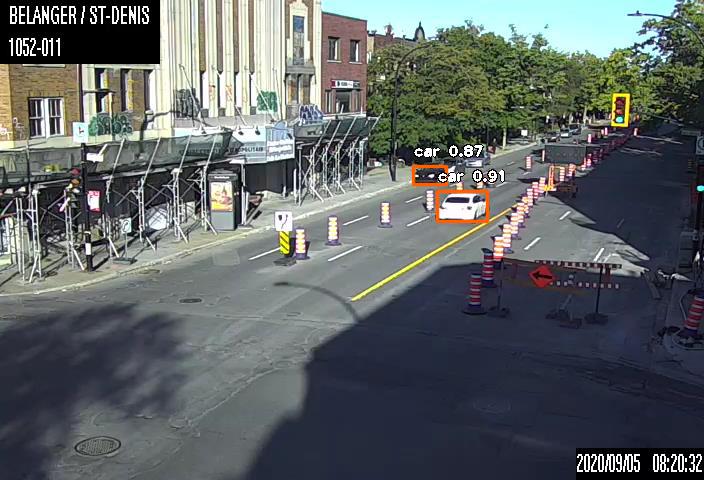 BELANGER / ST-DENIS
1052-011
car 0.87
car 0.91
2020/09/05 08:20:32